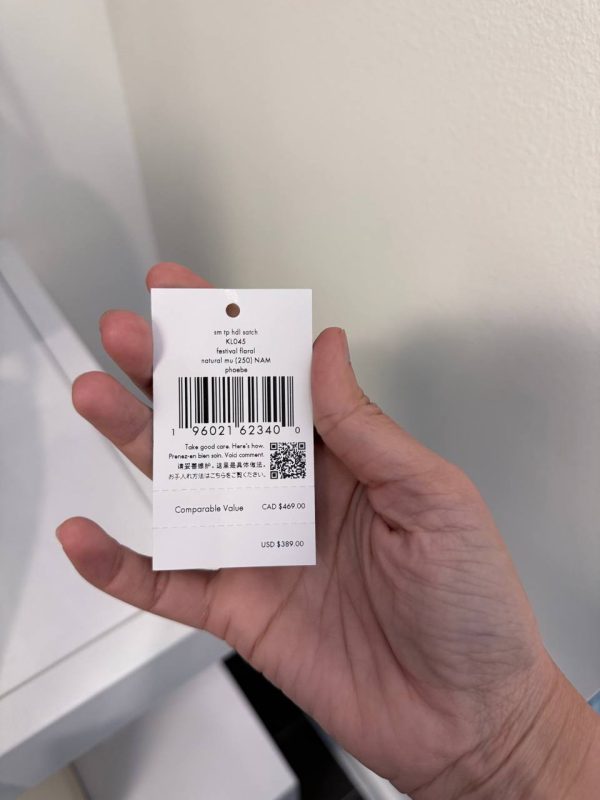 sm tp hdl satch
KL045
festival floral
natural mu (250) NAM
phoebe
1 96021 62340 0
Take good care. Here's how.
Prenez-en bien soin. Voici comment.
请妥善维护。这里是具体做法。
お手入れ方法はこちらをご覧ください。
Comparable Value CAD $469.00
USD $389.00